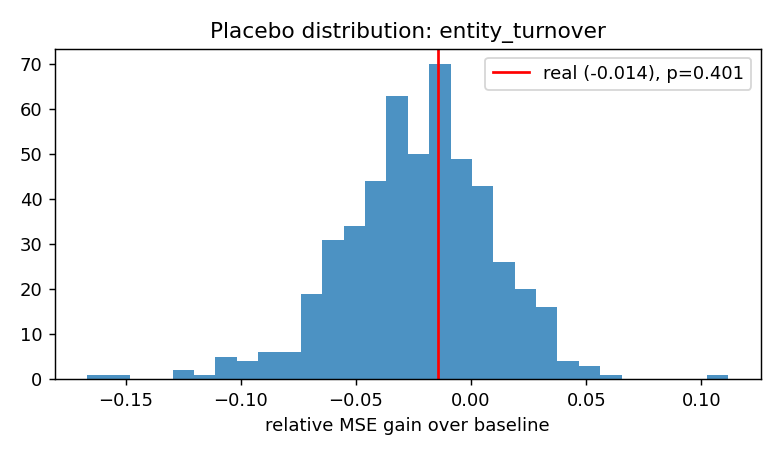 Placebo distribution: entity_turnover
real (-0.014), p=0.401
70
60
50
40
30
20
10
0
−0.15 −0.10 −0.05 0.00 0.05 0.10
relative MSE gain over baseline